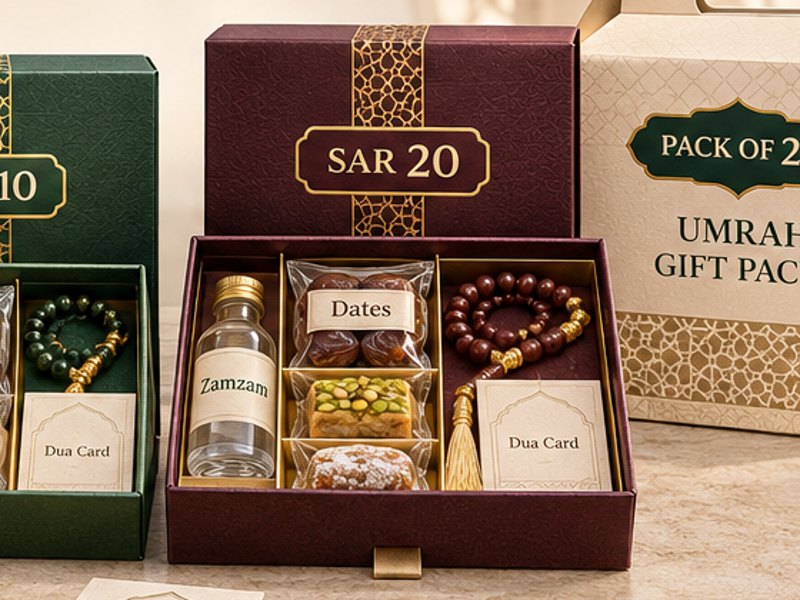 10
SAR 20
PACK OF 2
UMRAH
GIFT PAC
Zamzam
Dates
Dua Card
Dua Card